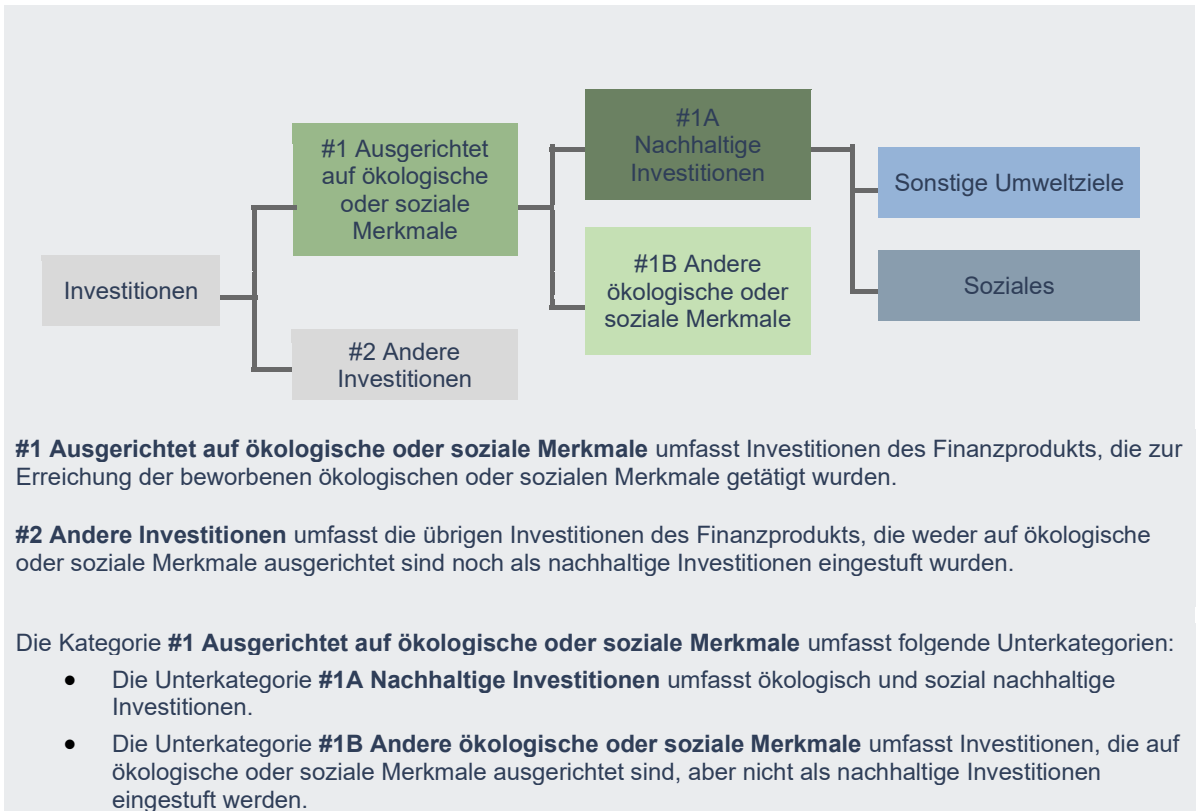 #1A
Nachhaltige
Investitionen
#1 Ausgerichtet
auf ökologische
oder soziale
Merkmale
Sonstige Umweltziele
#1B Andere
ökologische oder
soziale Merkmale
Soziales
Investitionen
#2 Andere
Investitionen
#1 Ausgerichtet auf ökologische oder soziale Merkmale umfasst Investitionen des Finanzprodukts, die zur
Erreichung der beworbenen ökologischen oder sozialen Merkmale getätigt wurden.
#2 Andere Investitionen umfasst die übrigen Investitionen des Finanzprodukts, die weder auf ökologische
oder soziale Merkmale ausgerichtet sind noch als nachhaltige Investitionen eingestuft wurden.
Die Kategorie #1 Ausgerichtet auf ökologische oder soziale Merkmale umfasst folgende Unterkategorien:
• Die Unterkategorie #1A Nachhaltige Investitionen umfasst ökologisch und sozial nachhaltige
Investitionen.
• Die Unterkategorie #1B Andere ökologische oder soziale Merkmale umfasst Investitionen, die auf
ökologische oder soziale Merkmale ausgerichtet sind, aber nicht als nachhaltige Investitionen
eingestuft werden.